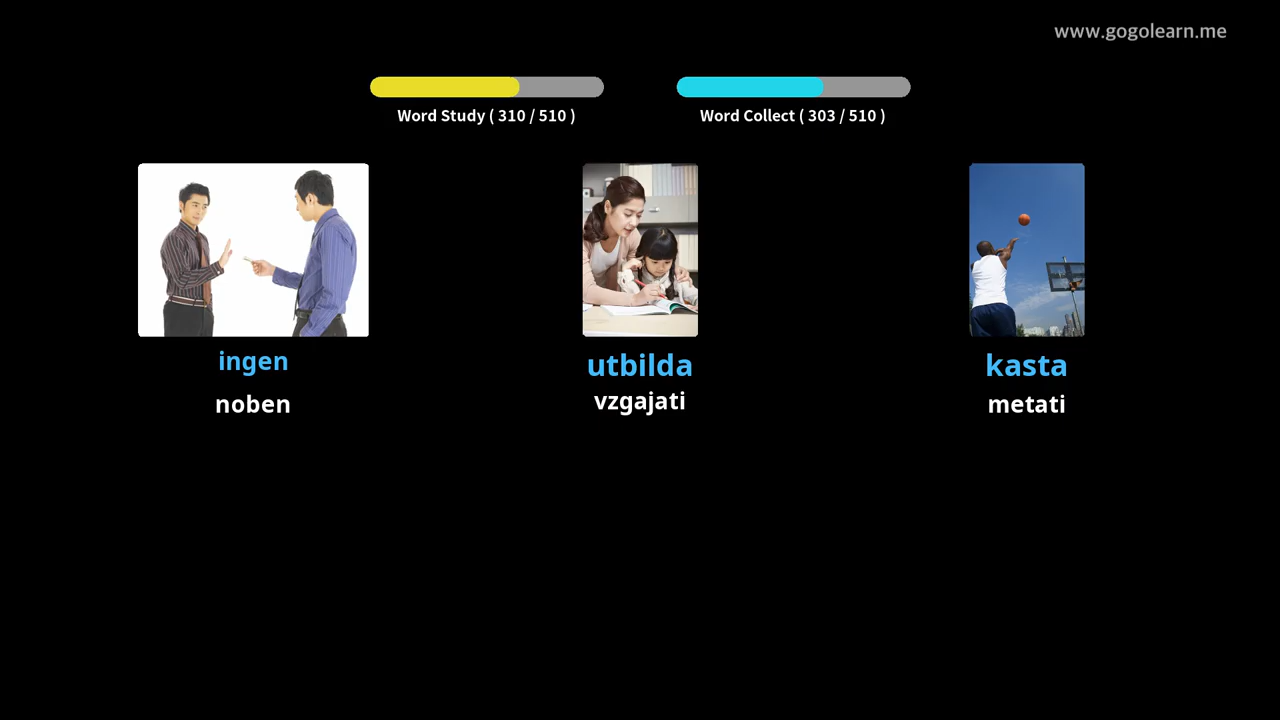 www.gogolearn.me
Word Study ( 310 / 510 )
Word Collect ( 303 / 510 )
ingen
utbilda
kasta
noben
vzgajati
metati